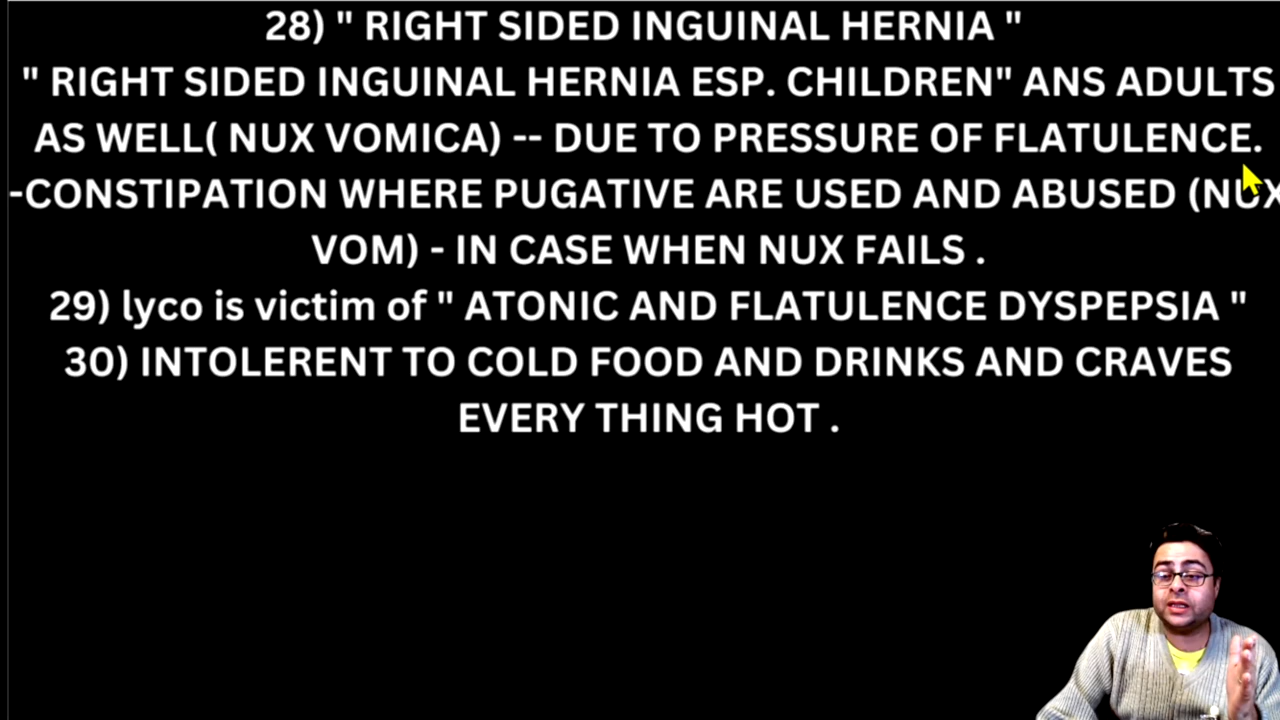 28) " RIGHT SIDED INGUINAL HERNIA "
" RIGHT SIDED INGUINAL HERNIA ESP. CHILDREN" ANS ADULTS
AS WELL( NUX VOMICA) -- DUE TO PRESSURE OF FLATULENCE.
-CONSTIPATION WHERE PUGATIVE ARE USED AND ABUSED (NUX
VOM) - IN CASE WHEN NUX FAILS .
29) lyco is victim of " ATONIC AND FLATULENCE DYSPEPSIA "
30) INTOLERENT TO COLD FOOD AND DRINKS AND CRAVES
EVERY THING HOT .